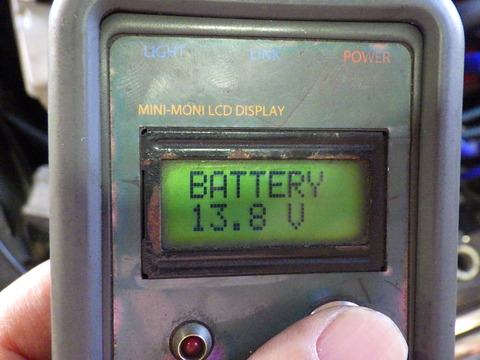 LIGHT LINK POWER
MINI-MONI LCD DISPLAY
BATTERY
13.8 V